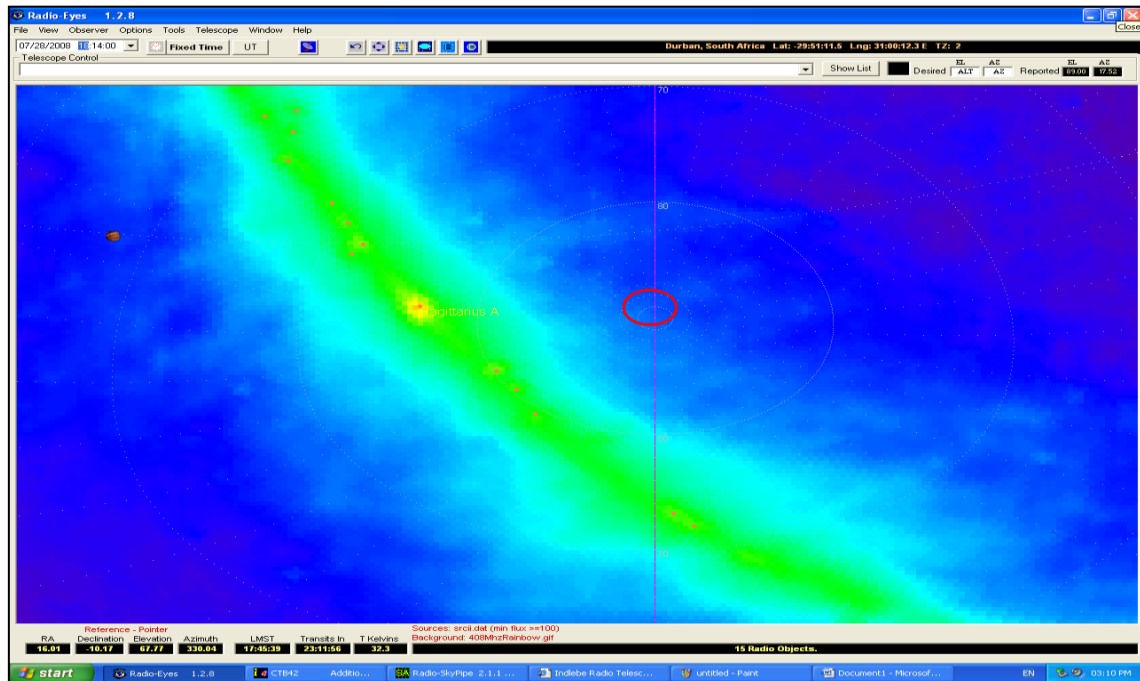 Radio-Eyes 1.2.8
Close
File View Observer Options Tools Telescope Window Help
07/28/2008 18:14:00 Fixed Time UT Durban, South Africa Lat: -29:51:11.5 Lng: 31:00:12.3 E TZ: 2
Telescope Control
Show List Desired EL ALT AZ AZ Reported EL 89.00 AZ 17.52
70
80
Sagittarius A
80
70
Reference - Pointer
RA Declination Elevation Azimuth LMST Transits In T Kelvins
16.01 -10.17 67.77 330.04 17:45:39 23:11:56 32.3
Sources: srcii.dat (min flux >=100)
Background: 408MhzRainbow.gif
15 Radio Objects.
start Radio-Eyes 1.2.8 CTB42 Additio... Radio-SkyPipe 2.1.1 ... Indlebe Radio Telesc... untitled - Paint Document1 - Microsof... EN 03:10 PM